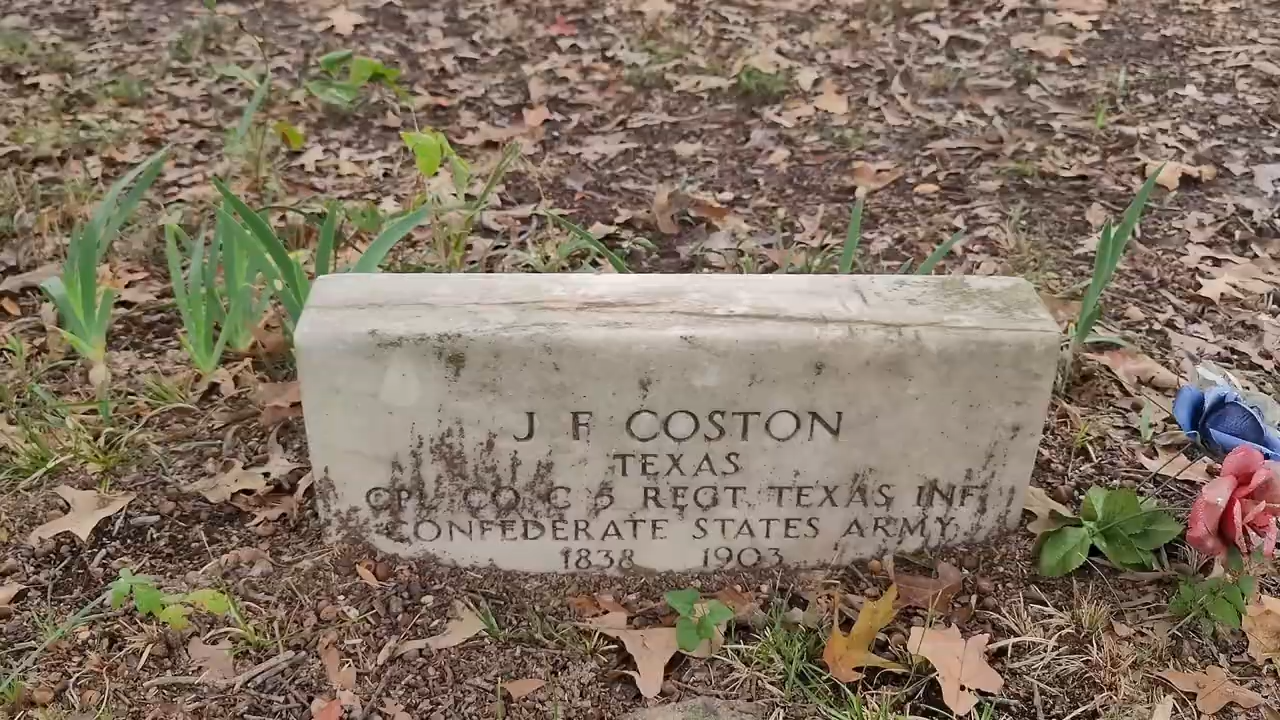 J F COSTON
TEXAS
CPL CO C 5 REGT TEXAS INF
CONFEDERATE STATES ARMY
1838 1903